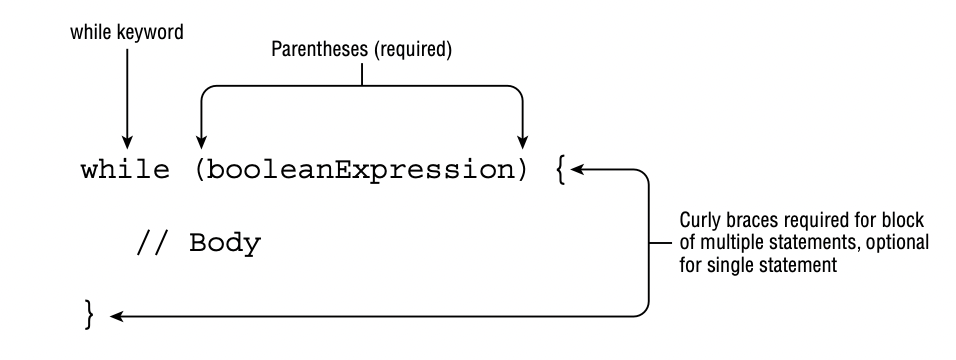 while keyword
Parentheses (required)
while (booleanExpression) {
// Body
Curly braces required for block
of multiple statements, optional
for single statement
}